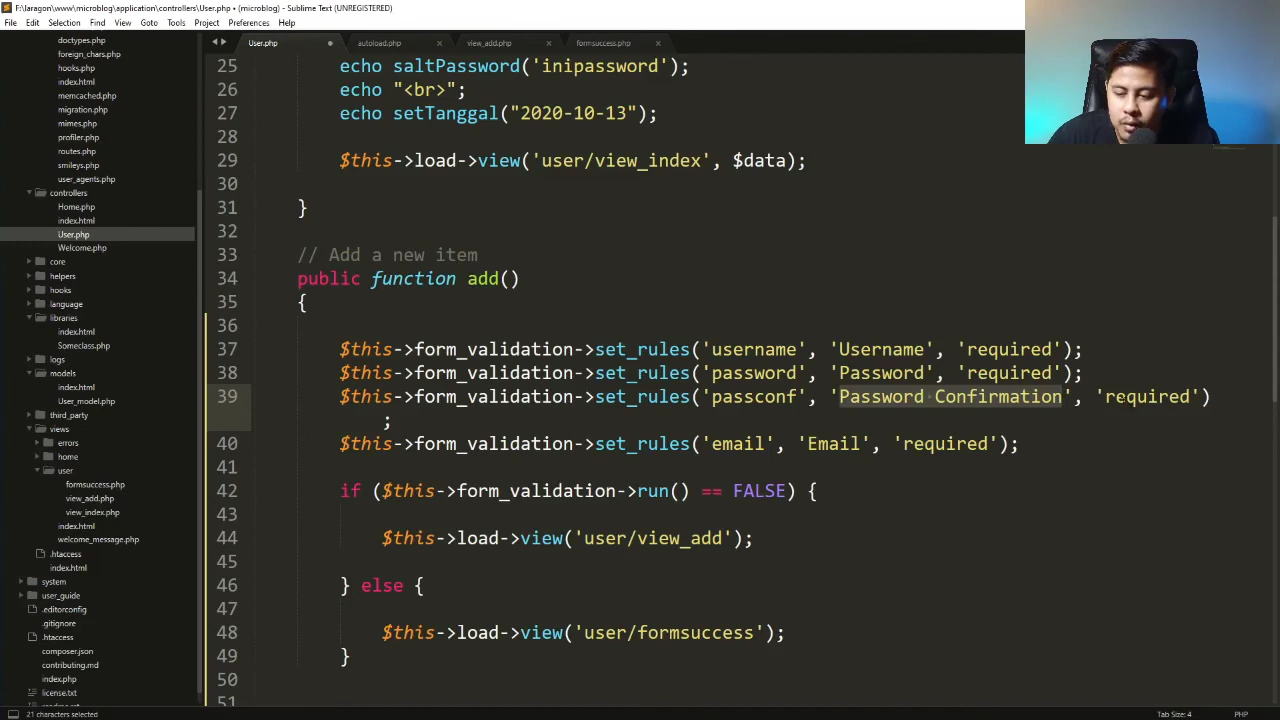 F:\laragon\www\microblog\application\controllers\User.php • (microblog) - Sublime Text (UNREGISTERED)
File Edit Selection Find View Goto Tools Project Preferences Help
User.php autoload.php view_add.php formsuccess.php
doctypes.php
foreign_chars.php
hooks.php
index.html
memcached.php
migration.php
mimes.php
profiler.php
routes.php
smileys.php
user_agents.php
controllers
Home.php
index.html
User.php
Welcome.php
core
helpers
hooks
language
libraries
index.html
Someclass.php
logs
models
index.html
User_model.php
third_party
views
errors
home
user
formsuccess.php
view_add.php
view_index.php
index.html
welcome_message.php
.htaccess
index.html
system
user_guide
.editorconfig
.gitignore
.htaccess
composer.json
contributing.md
index.php
license.txt
25 echo saltPassword('inipassword');
26 echo "<br>";
27 echo setTanggal("2020-10-13");
28
29 $this->load->view('user/view_index', $data);
30
31 }
32
33 // Add a new item
34 public function add()
35 {
36
37 $this->form_validation->set_rules('username', 'Username', 'required');
38 $this->form_validation->set_rules('password', 'Password', 'required');
39 $this->form_validation->set_rules('passconf', 'Password Confirmation', 'required')
;
40 $this->form_validation->set_rules('email', 'Email', 'required');
41
42 if ($this->form_validation->run() == FALSE) {
43
44 $this->load->view('user/view_add');
45
46 } else {
47
48 $this->load->view('user/formsuccess');
49 }
50
51
21 characters selected
Tab Size: 4 PHP